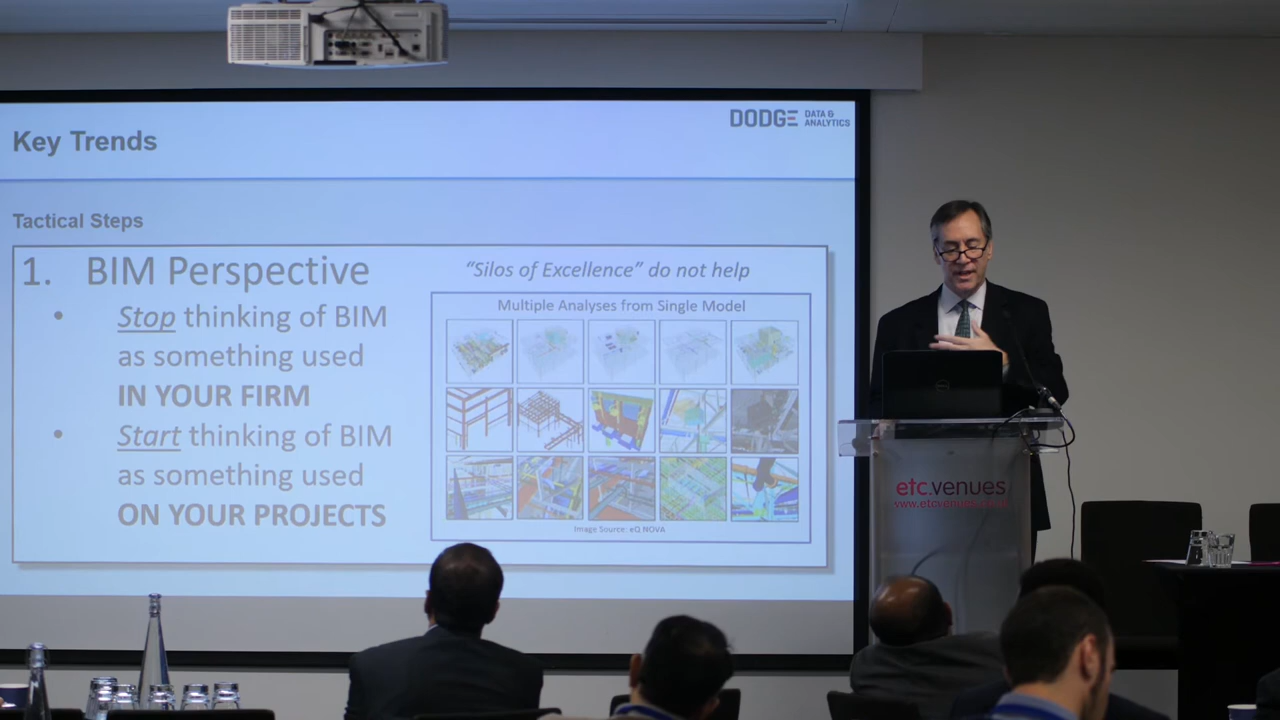 DODGE DATA &
ANALYTICS
Key Trends
Tactical Steps
1. BIM Perspective
• Stop thinking of BIM
as something used
IN YOUR FIRM
• Start thinking of BIM
as something used
ON YOUR PROJECTS
“Silos of Excellence” do not help
Multiple Analyses from Single Model
Image Source: eQ NOVA
DELL
etc.venues